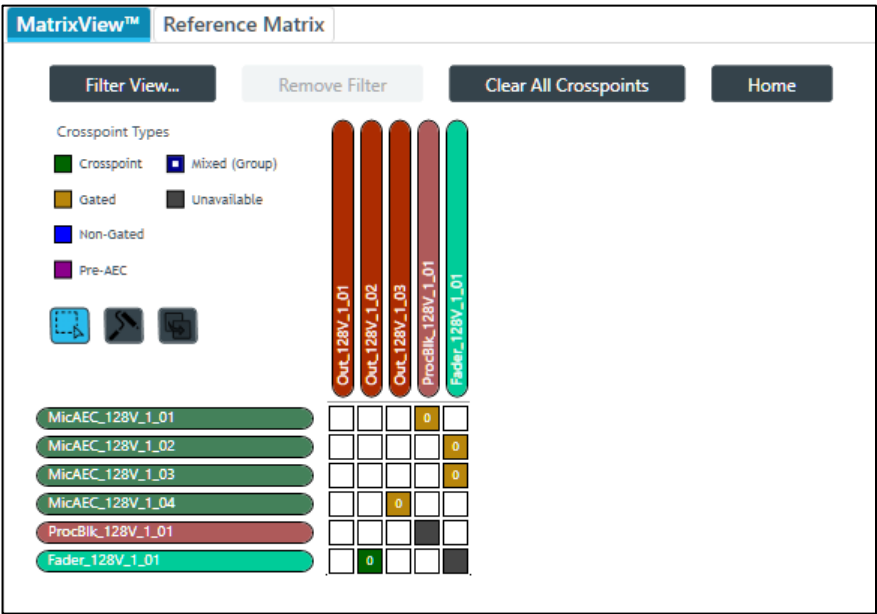 MatrixView™ Reference Matrix
Filter View... Remove Filter Clear All Crosspoints Home
Crosspoint Types
Crosspoint Mixed (Group)
Gated Unavailable
Non-Gated
Pre-AEC
Out_128V_1_01
Out_128V_1_02
Out_128V_1_03
ProcBlk_128V_1_01
Fader_128V_1_01
MicAEC_128V_1_01 0
MicAEC_128V_1_02 0
MicAEC_128V_1_03 0
MicAEC_128V_1_04 0
ProcBlk_128V_1_01
Fader_128V_1_01 0